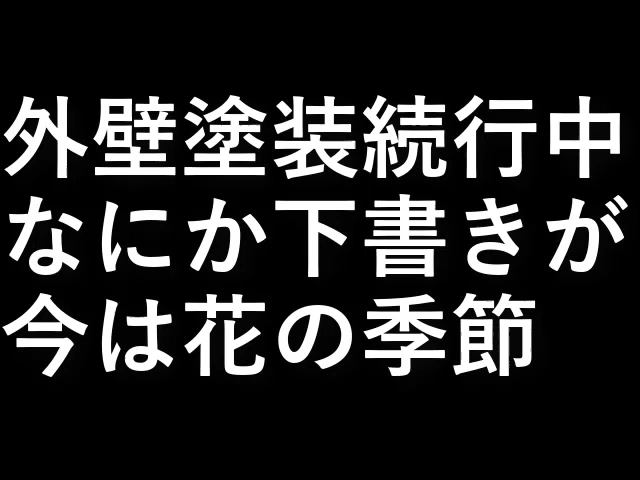 外壁塗装続行中
なにか下書きが
今は花の季節